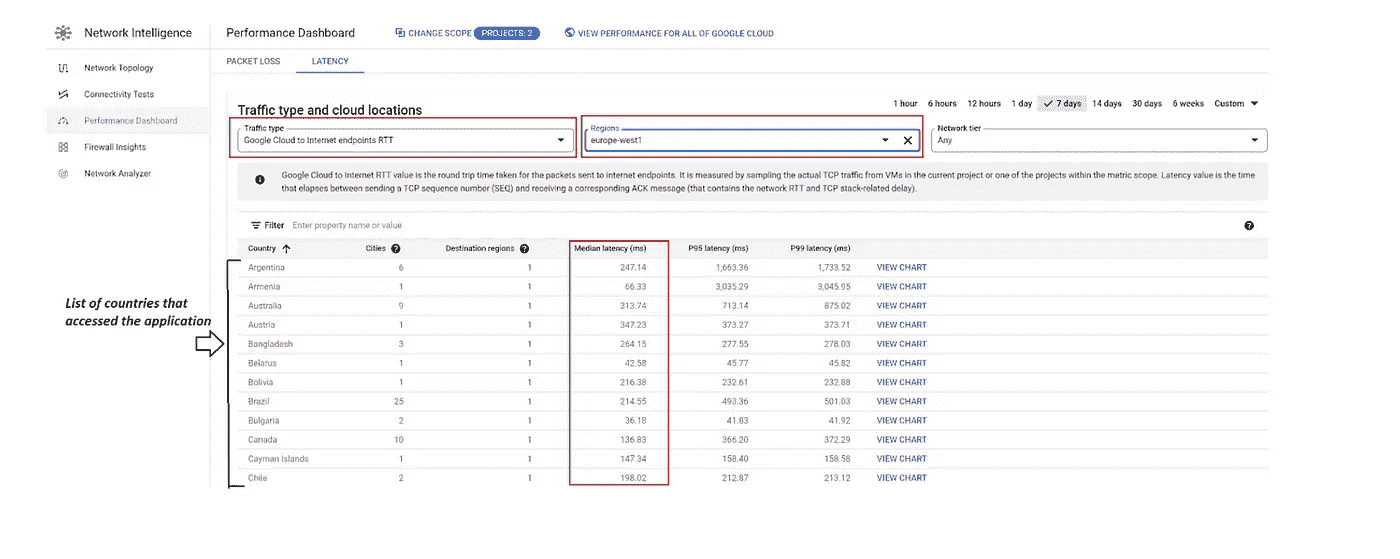 Network Intelligence
Performance Dashboard
CHANGE SCOPE
PROJECTS: 2
VIEW PERFORMANCE FOR ALL OF GOOGLE CLOUD
Network Topology
Connectivity Tests
Performance Dashboard
Firewall Insights
Network Analyzer
PACKET LOSS
LATENCY
Traffic type and cloud locations
1 hour 6 hours 12 hours 1 day 7 days 14 days 30 days 6 weeks Custom
Traffic type
Google Cloud to Internet endpoints RTT
Regions
europe-west1
Network tier
Any
Google Cloud to Internet RTT value is the round trip time taken for the packets sent to internet endpoints. It is measured by sampling the actual TCP traffic from VMs in the current project or one of the projects within the metric scope. Latency value is the time
that elapses between sending a TCP sequence number (SEQ) and receiving a corresponding ACK message (that contains the network RTT and TCP stack-related delay).
Filter Enter property name or value
Country Cities Destination regions Median latency (ms) P95 latency (ms) P99 latency (ms)
Argentina 6 1 247.14 1,663.36 1,733.52 VIEW CHART
Armenia 1 1 66.33 3,035.29 3,045.95 VIEW CHART
Australia 9 1 313.74 713.14 875.02 VIEW CHART
Austria 1 1 347.23 373.27 373.71 VIEW CHART
Bangladesh 3 1 264.15 277.55 278.03 VIEW CHART
Belarus 1 1 42.58 45.77 45.82 VIEW CHART
Bolivia 1 1 216.38 232.61 232.88 VIEW CHART
Brazil 25 1 214.55 493.36 501.03 VIEW CHART
Bulgaria 2 1 36.18 41.83 41.92 VIEW CHART
Canada 10 1 136.83 366.20 372.29 VIEW CHART
Cayman Islands 1 1 147.34 158.40 158.58 VIEW CHART
Chile 2 1 198.02 212.87 213.12 VIEW CHART
List of countries that
accessed the application